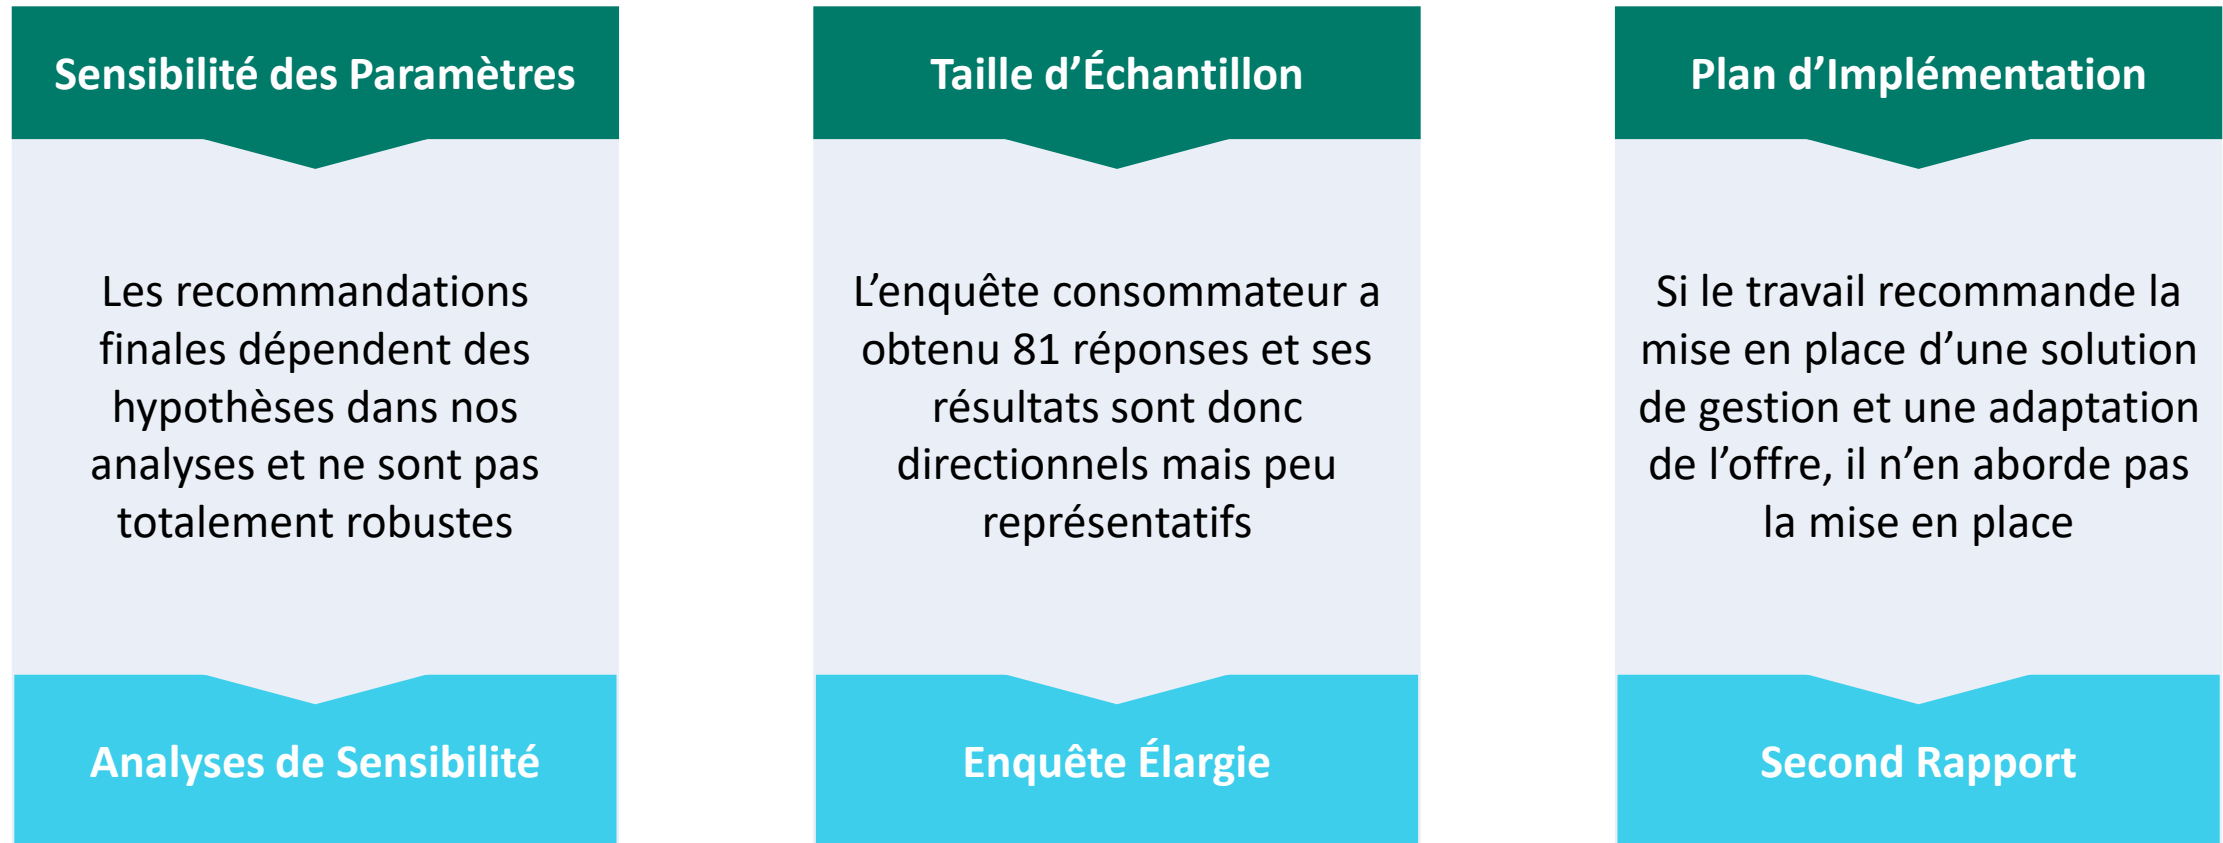 Sensibilité des Paramètres
Les recommandations
finales dépendent des
hypothèses dans nos
analyses et ne sont pas
totalement robustes
Analyses de Sensibilité
Taille d’Échantillon
L’enquête consommateur a
obtenu 81 réponses et ses
résultats sont donc
directionnels mais peu
représentatifs
Enquête Élargie
Plan d’Implémentation
Si le travail recommande la
mise en place d’une solution
de gestion et une adaptation
de l’offre, il n’en aborde pas
la mise en place
Second Rapport